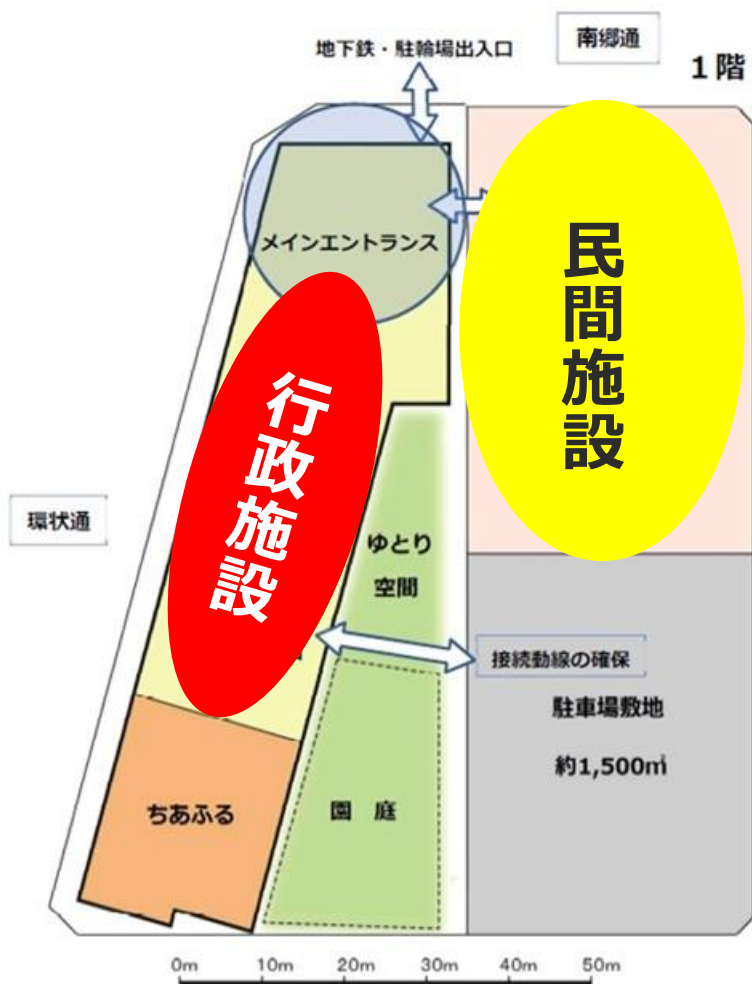 南郷通
地下鉄・駐輪場出入口
1階
メインエントランス
民間施設
行政施設
環状通
ゆとり
空間
接続動線の確保
駐車場敷地
約1,500㎡
ちあふる
園 庭
0m 10m 20m 30m 40m 50m